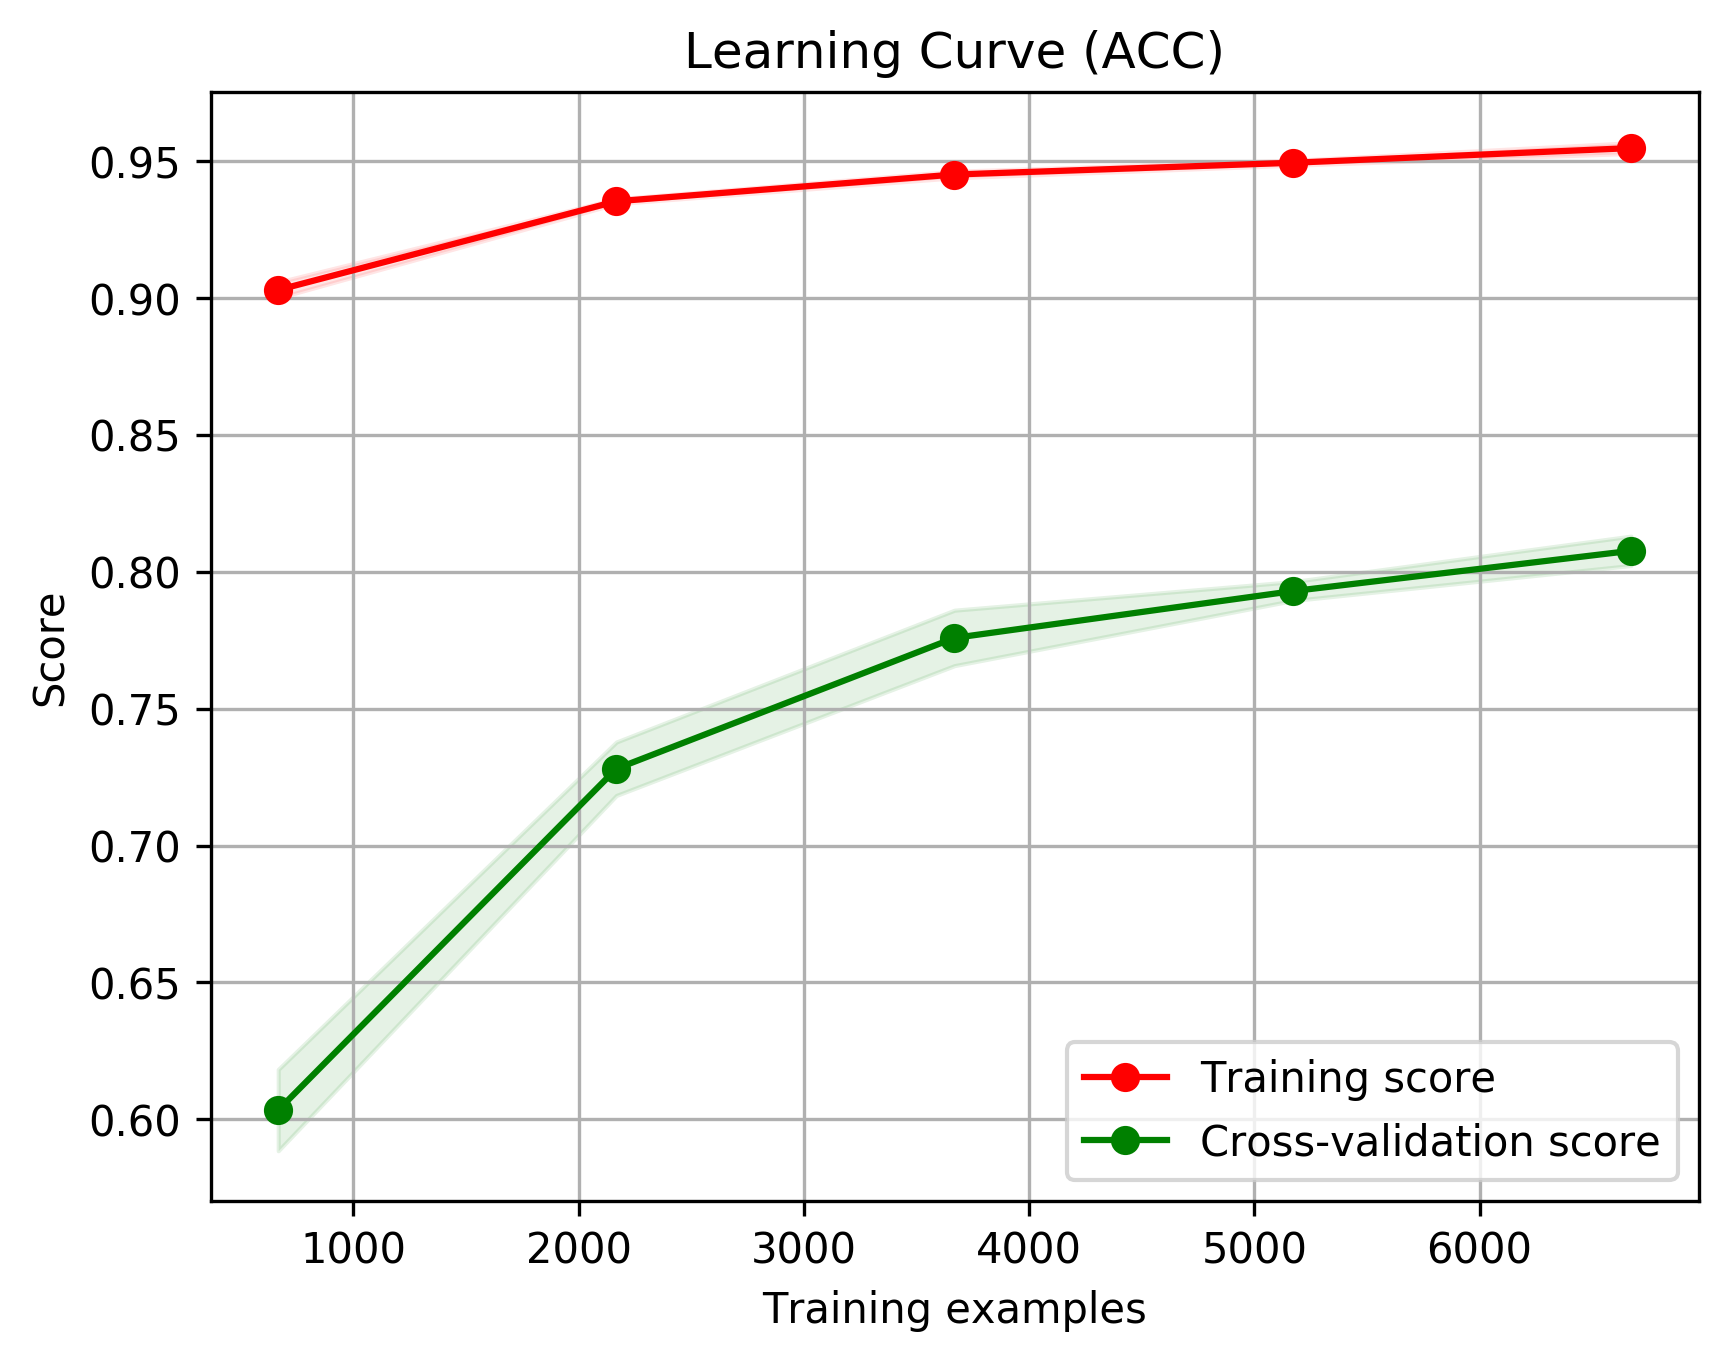 Learning Curve (ACC)
0.95
0.90
0.85
0.80
0.75
0.70
0.65
0.60
Score
Training score
Cross-validation score
1000 2000 3000 4000 5000 6000
Training examples